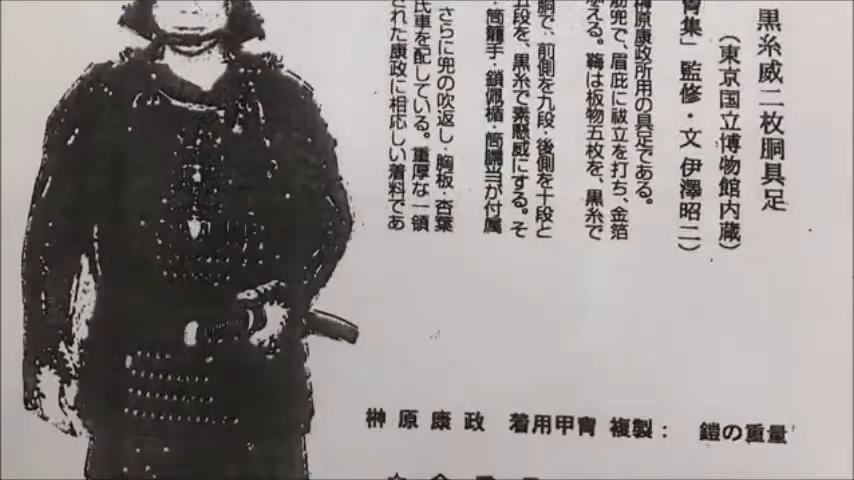 黒糸威二枚胴具足
（東京国立博物館内蔵）
冑集」監修・文 伊澤昭二）
榊原康政所用の具足である。
筋兜で、眉庇に祓立を打ち、金箔
添える。鞠は板物五枚を、黒糸で
胴で、前側を九段・後側を十段と
五段を、黒糸で素懸威にする。そ
・筒籠手・鎖佩楯・筒臑当が付属
さらに兜の吹返し・胸板・杏葉
氏車を配している。重厚な一領
された康政に相応しい着料であ
榊原康政 着用甲冑 複製： 鎧の重量